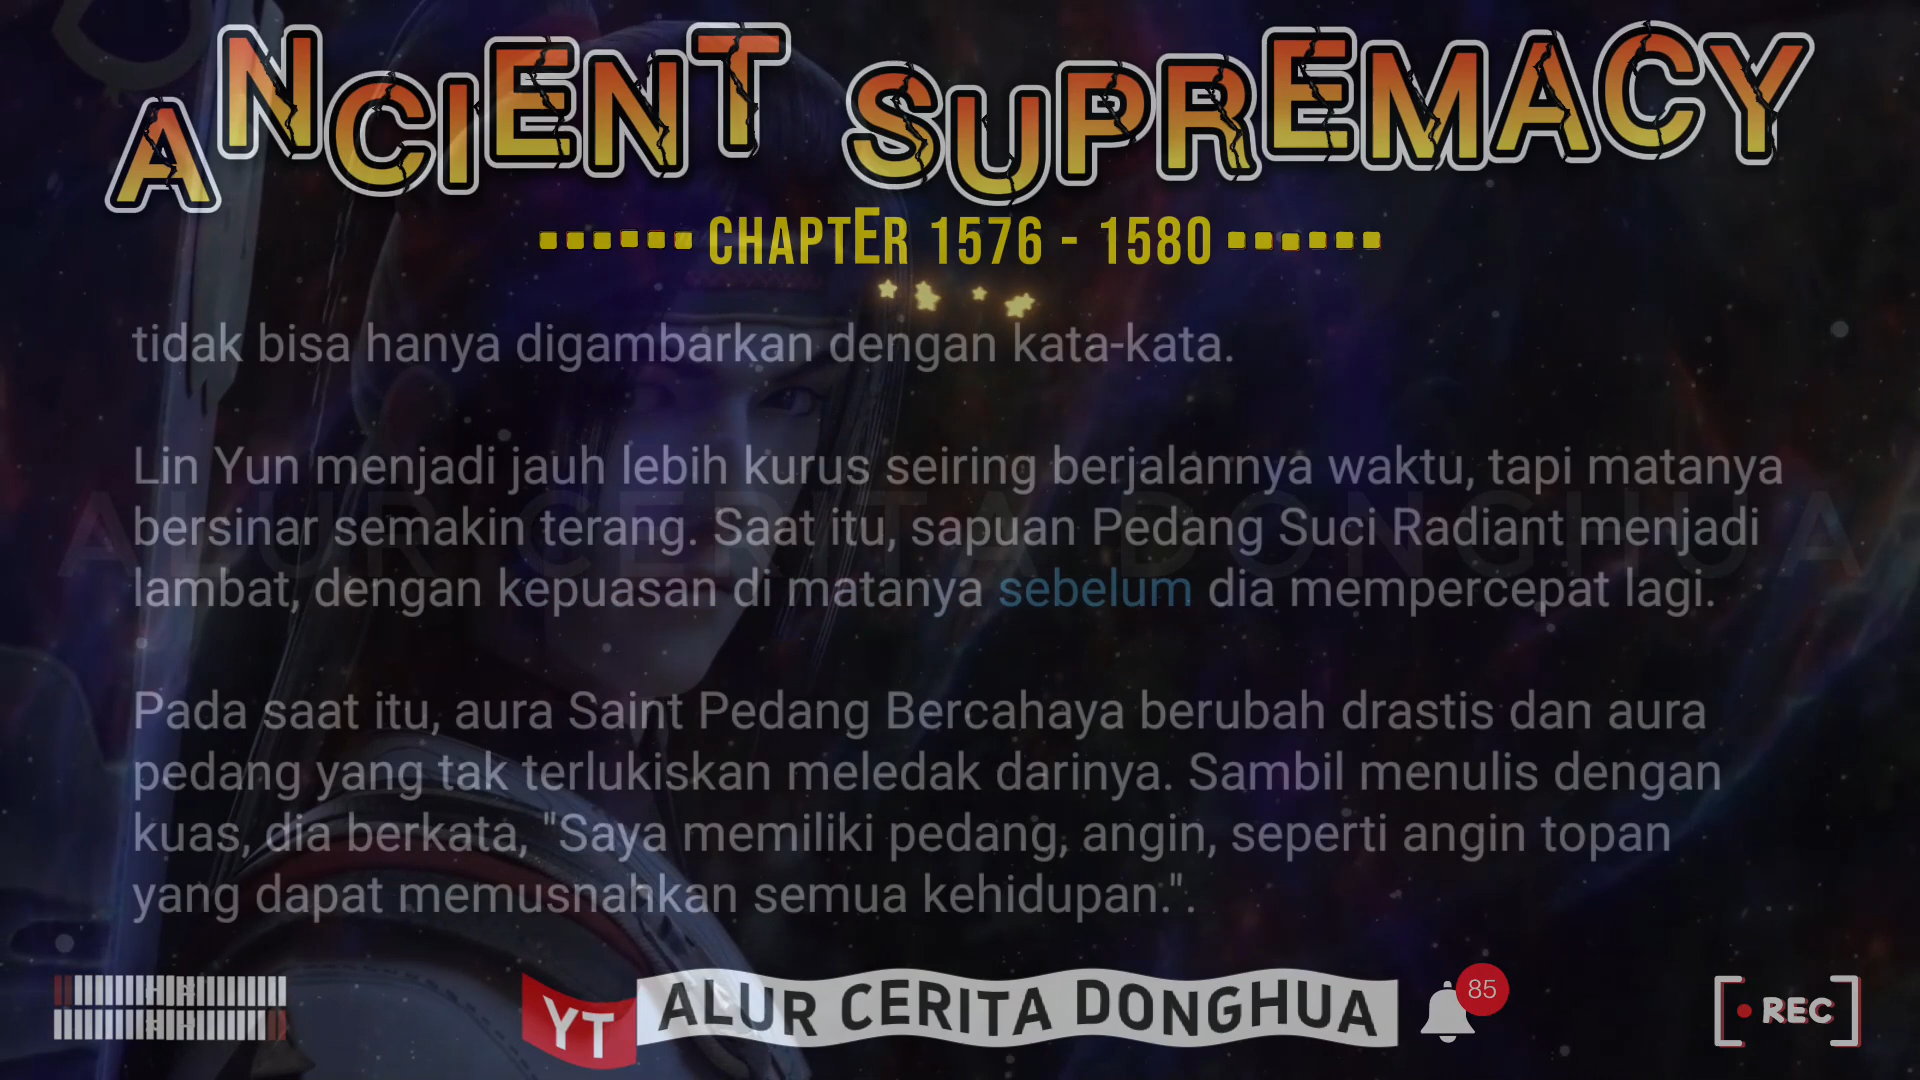 ANCIENT SUPREMACY
CHAPTER 1576 - 1580
tidak bisa hanya digambarkan dengan kata-kata.
Lin Yun menjadi jauh lebih kurus seiring berjalannya waktu, tapi matanya
bersinar semakin terang. Saat itu, sapuan Pedang Suci Radiant menjadi
lambat, dengan kepuasan di matanya sebelum dia mempercepat lagi.
ALUR CERITA DONGHUA
Pada saat itu, aura Saint Pedang Bercahaya berubah drastis dan aura
pedang yang tak terlukiskan meledak darinya. Sambil menulis dengan
kuas, dia berkata, "Saya memiliki pedang, angin, seperti angin topan
yang dapat memusnahkan semua kehidupan.".
YT ALUR CERITA DONGHUA
85
REC